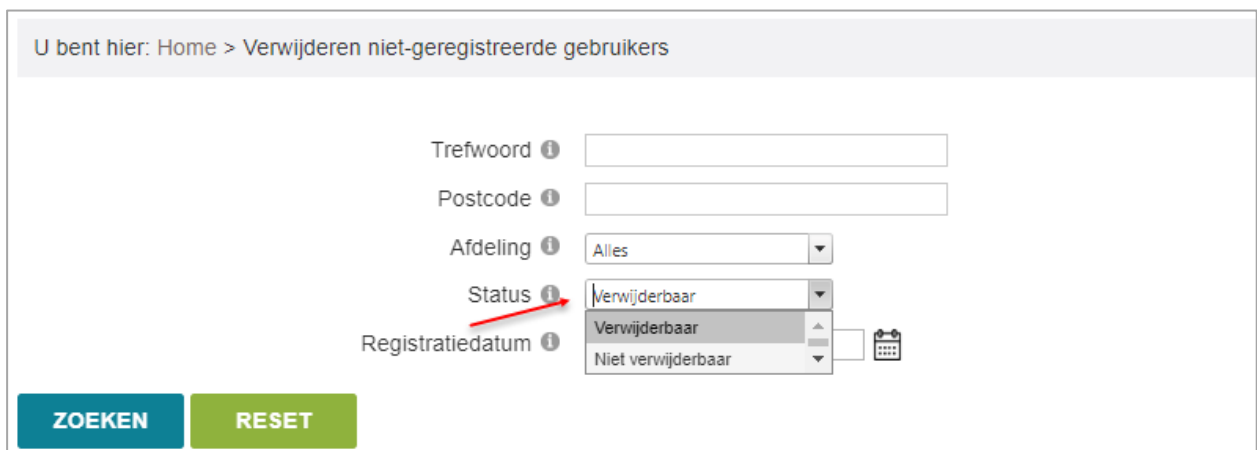 U bent hier: Home > Verwijderen niet-geregistreerde gebruikers
Trefwoord
Postcode
Afdeling Alles
Status Verwijderbaar
Verwijderbaar
Registratiedatum
Niet verwijderbaar
ZOEKEN RESET